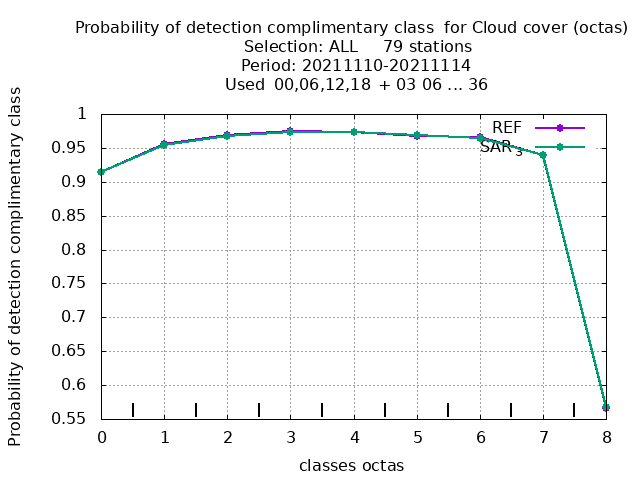 Probability of detection complimentary class  for Cloud cover (octas)
Selection: ALL     79 stations
Period: 20211110-20211114
Used  00,06,12,18 + 03 06 ... 36
Probability of detection complimentary class
1
0.95
0.9
0.85
0.8
0.75
0.7
0.65
0.6
0.55
REF
SAR3
0 1 2 3 4 5 6 7 8
classes octas